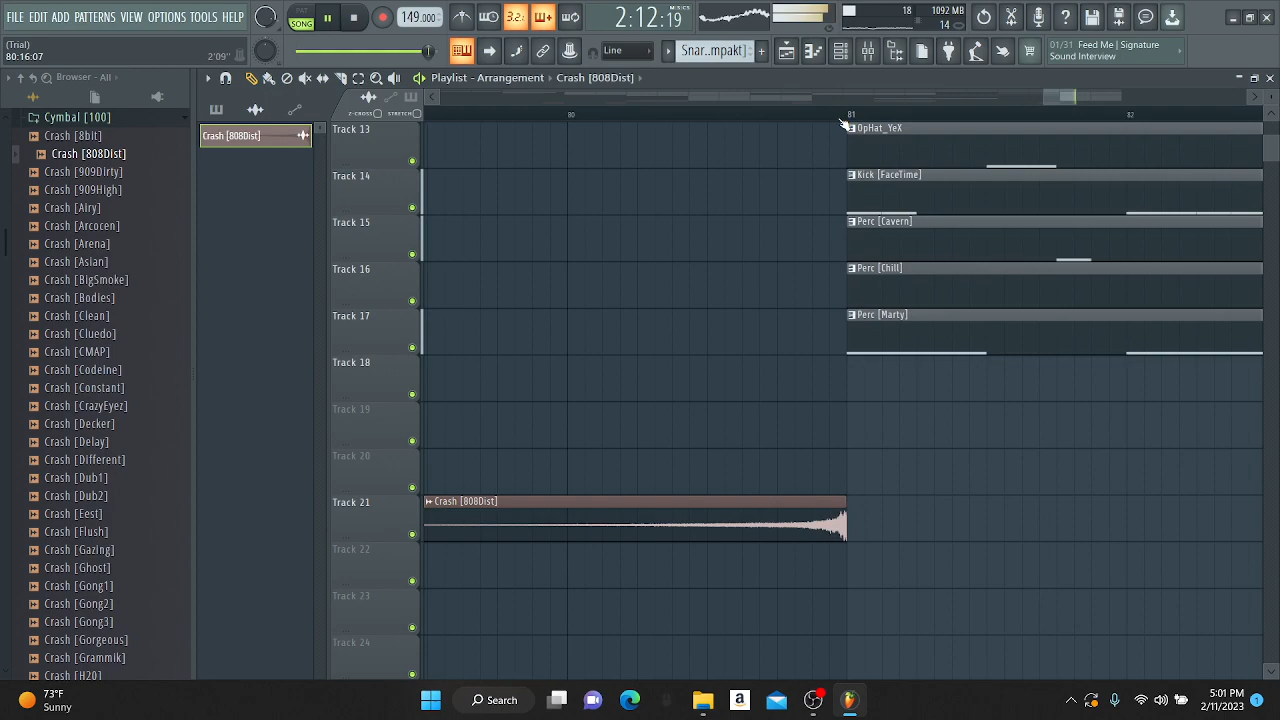 FILE EDIT ADD PATTERNS VIEW OPTIONS TOOLS HELP
PAT
SONG
149.000
3.2.
2:12:19
M:S:CS
18
1092 MB
14
(Trial)
80:16:07
2'09"
Line
Snar..mpakt]
01/31 Feed Me | Signature
Sound Interview
Browser - All
Playlist - Arrangement
Crash [808Dist]
Z-CROSS
STRETCH
80
81
82
Cymbal [100]
Crash [8bit]
Crash [808Dist]
Crash [909Dirty]
Crash [909High]
Crash [Airy]
Crash [Arcocen]
Crash [Arena]
Crash [Asian]
Crash [BigSmoke]
Crash [Bodies]
Crash [Clean]
Crash [Cluedo]
Crash [CMAP]
Crash [Codeine]
Crash [Constant]
Crash [CrazyEyez]
Crash [Decker]
Crash [Delay]
Crash [Different]
Crash [Dub1]
Crash [Dub2]
Crash [Eest]
Crash [Flush]
Crash [Gazing]
Crash [Ghost]
Crash [Gong1]
Crash [Gong2]
Crash [Gong3]
Crash [Gorgeous]
Crash [Grammik]
Crash [H20]
Crash [808Dist]
Track 13
Track 14
Track 15
Track 16
Track 17
Track 18
Track 19
Track 20
Track 21
Track 22
Track 23
Track 24
OpHat_YeX
Kick [FaceTime]
Perc [Cavern]
Perc [Chill]
Perc [Marty]
Crash [808Dist]
73°F
Sunny
Search
5:01 PM
2/11/2023
1